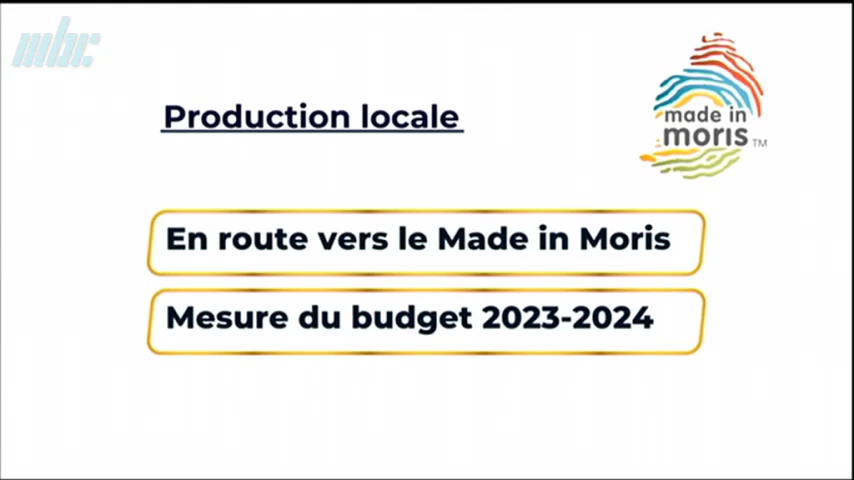 mbc
Production locale
made in
moris TM
En route vers le Made in Moris
Mesure du budget 2023-2024